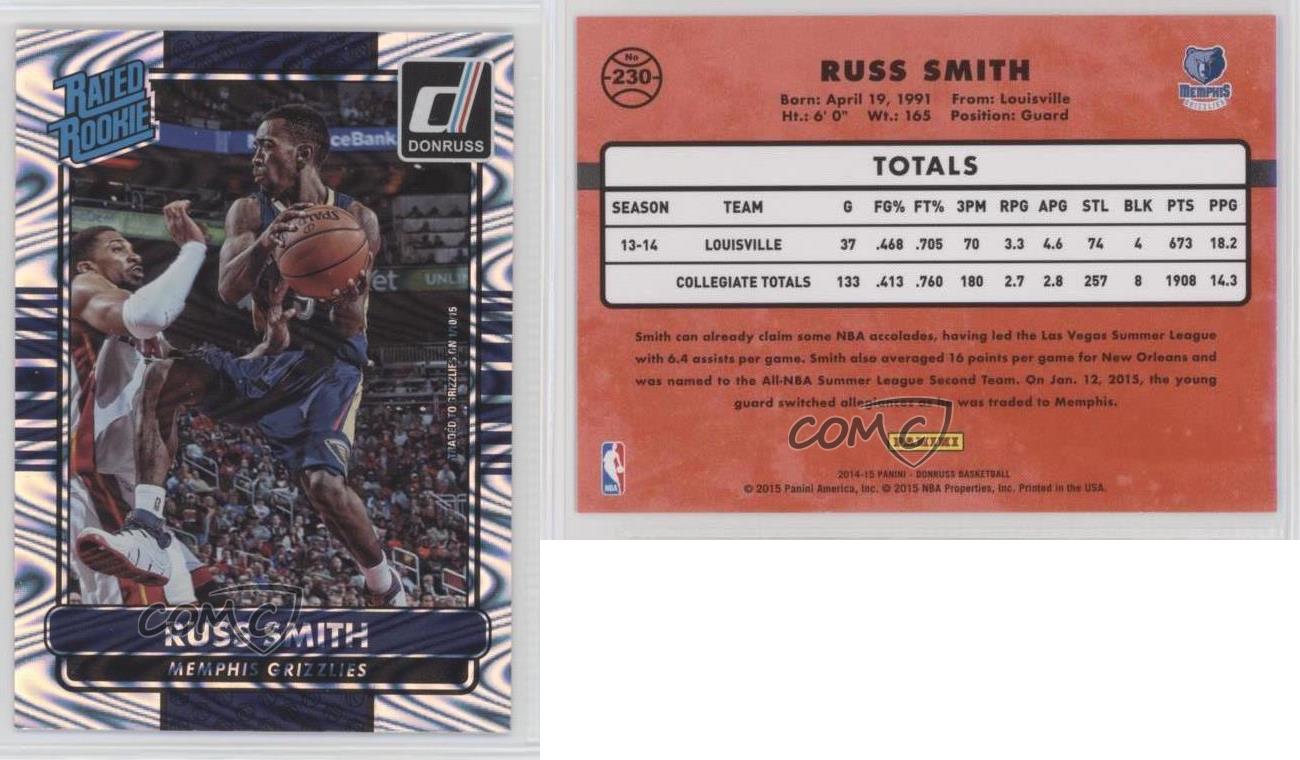 RATED
ROOKIE
DONRUSS
ceBank
SPALDING
UNLI
TRADED TO GRIZZLIES ON 1/10/15
COMC
RUSS SMITH
MEMPHIS GRIZZLIES
No
230
RUSS SMITH
MEMPHIS
GRIZZLIES
Born: April 19, 1991 From: Louisville
Ht.: 6' 0" Wt.: 165 Position: Guard
TOTALS
SEASON TEAM G FG% FT% 3PM RPG APG STL BLK PTS PPG
13-14 LOUISVILLE 37 .468 .705 70 3.3 4.6 74 4 673 18.2
COLLEGIATE TOTALS 133 .413 .760 180 2.7 2.8 257 8 1908 14.3
Smith can already claim some NBA accolades, having led the Las Vegas Summer League
with 6.4 assists per game. Smith also averaged 16 points per game for New Orleans and
was named to the All-NBA Summer League Second Team. On Jan. 12, 2015, the young
guard switched allegiances as he was traded to Memphis.
COMC
PANINI
NBA
2014-15 PANINI - DONRUSS BASKETBALL
© 2015 Panini America, Inc. © 2015 NBA Properties, Inc. Printed in the USA.